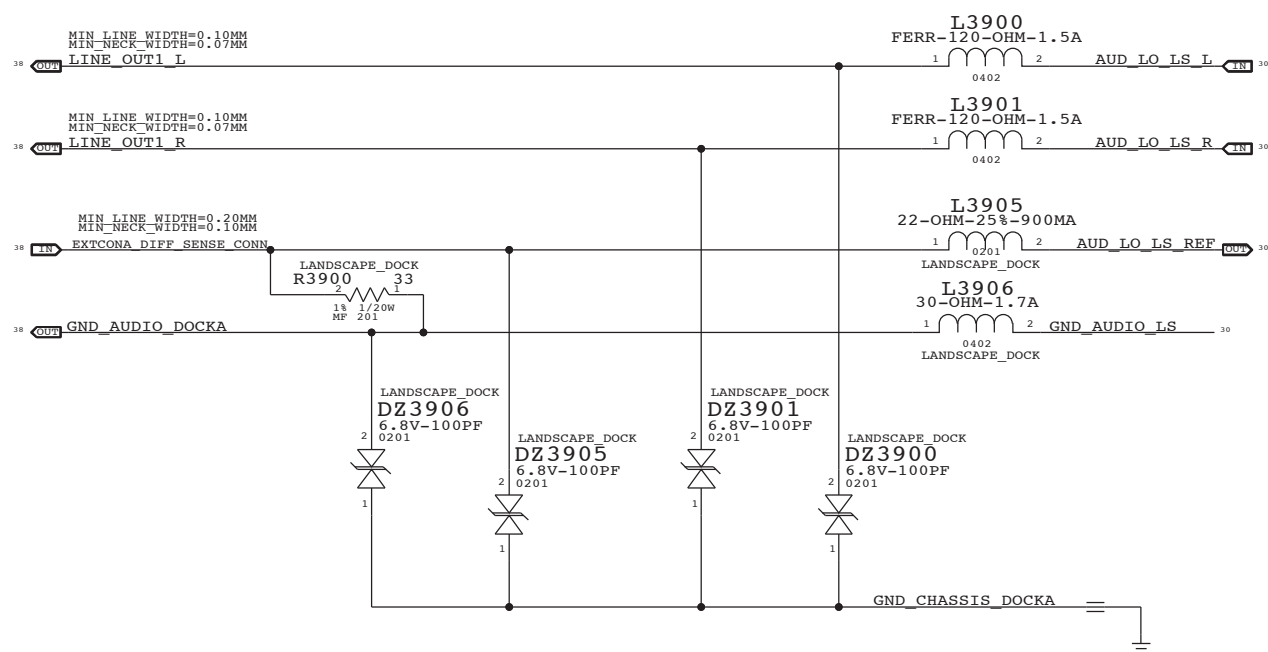 L3900
FERR-120-OHM-1.5A
MIN_LINE_WIDTH=0.10MM
MIN_NECK_WIDTH=0.07MM
38 OUT LINE_OUT1_L 1 2 AUD_LO_LS_L IN 30
0402
L3901
FERR-120-OHM-1.5A
MIN_LINE_WIDTH=0.10MM
MIN_NECK_WIDTH=0.07MM
38 OUT LINE_OUT1_R 1 2 AUD_LO_LS_R IN 30
0402
L3905
22-OHM-25%-900MA
MIN_LINE_WIDTH=0.20MM
MIN_NECK_WIDTH=0.10MM
38 IN EXTCONA_DIFF_SENSE_CONN 1 2 AUD_LO_LS_REF OUT 30
0201
LANDSCAPE_DOCK
LANDSCAPE_DOCK
R3900 33
2 1
1% 1/20W
MF 201
L3906
30-OHM-1.7A
38 OUT GND_AUDIO_DOCKA 1 2 GND_AUDIO_LS 30
0402
LANDSCAPE_DOCK
LANDSCAPE_DOCK
DZ3906
6.8V-100PF
2 0201
1
LANDSCAPE_DOCK
DZ3905
6.8V-100PF
2 0201
1
LANDSCAPE_DOCK
DZ3901
6.8V-100PF
2 0201
1
LANDSCAPE_DOCK
DZ3900
6.8V-100PF
2 0201
1
GND_CHASSIS_DOCKA